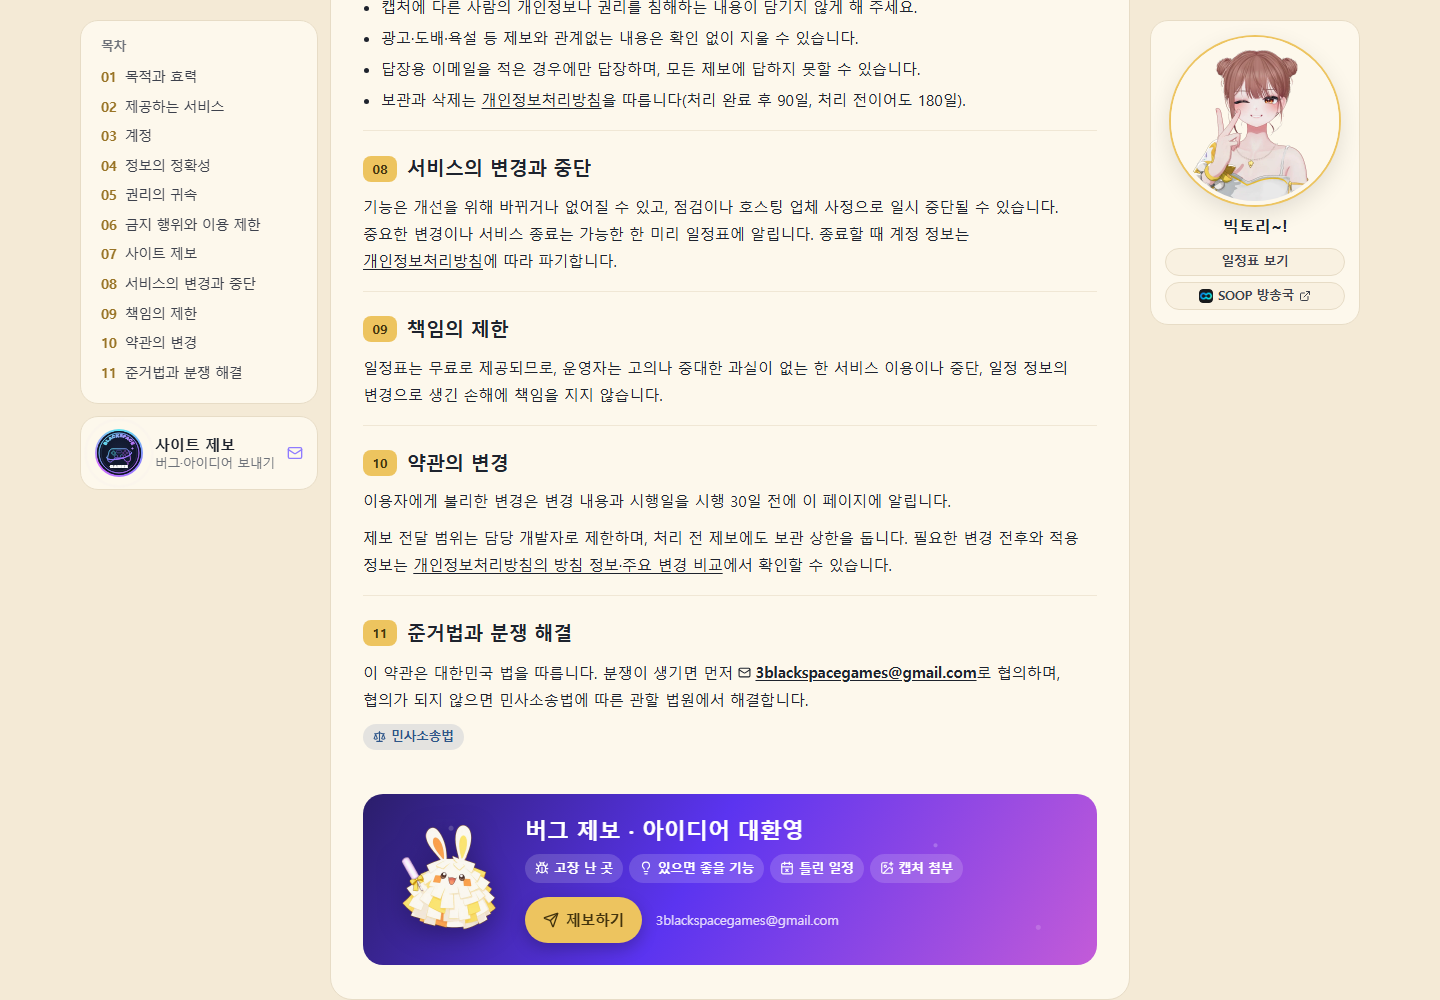 목차
01 목적과 효력
02 제공하는 서비스
03 계정
04 정보의 정확성
05 권리의 귀속
06 금지 행위와 이용 제한
07 사이트 제보
08 서비스의 변경과 중단
09 책임의 제한
10 약관의 변경
11 준거법과 분쟁 해결
BLACKSPACE
GAMES
사이트 제보
버그·아이디어 보내기
• 캡처에 다른 사람의 개인정보나 권리를 침해하는 내용이 담기지 않게 해 주세요.
• 광고·도배·욕설 등 제보와 관계없는 내용은 확인 없이 지울 수 있습니다.
• 답장용 이메일을 적은 경우에만 답장하며, 모든 제보에 답하지 못할 수 있습니다.
• 보관과 삭제는 개인정보처리방침을 따릅니다(처리 완료 후 90일, 처리 전이어도 180일).
08 서비스의 변경과 중단
기능은 개선을 위해 바뀌거나 없어질 수 있고, 점검이나 호스팅 업체 사정으로 일시 중단될 수 있습니다.
중요한 변경이나 서비스 종료는 가능한 한 미리 일정표에 알립니다. 종료할 때 계정 정보는
개인정보처리방침에 따라 파기합니다.
09 책임의 제한
일정표는 무료로 제공되므로, 운영자는 고의나 중대한 과실이 없는 한 서비스 이용이나 중단, 일정 정보의
변경으로 생긴 손해에 책임을 지지 않습니다.
10 약관의 변경
이용자에게 불리한 변경은 변경 내용과 시행일을 시행 30일 전에 이 페이지에 알립니다.
제보 전달 범위는 담당 개발자로 제한하며, 처리 전 제보에도 보관 상한을 둡니다. 필요한 변경 전후와 적용
정보는 개인정보처리방침의 방침 정보·주요 변경 비교에서 확인할 수 있습니다.
11 준거법과 분쟁 해결
이 약관은 대한민국 법을 따릅니다. 분쟁이 생기면 먼저 3blackspacegames@gmail.com로 협의하며,
협의가 되지 않으면 민사소송법에 따른 관할 법원에서 해결합니다.
민사소송법
버그 제보 · 아이디어 대환영
고장 난 곳 있으면 좋을 기능 틀린 일정 캡처 첨부
제보하기 3blackspacegames@gmail.com
빅토리~!
일정표 보기
SOOP 방송국